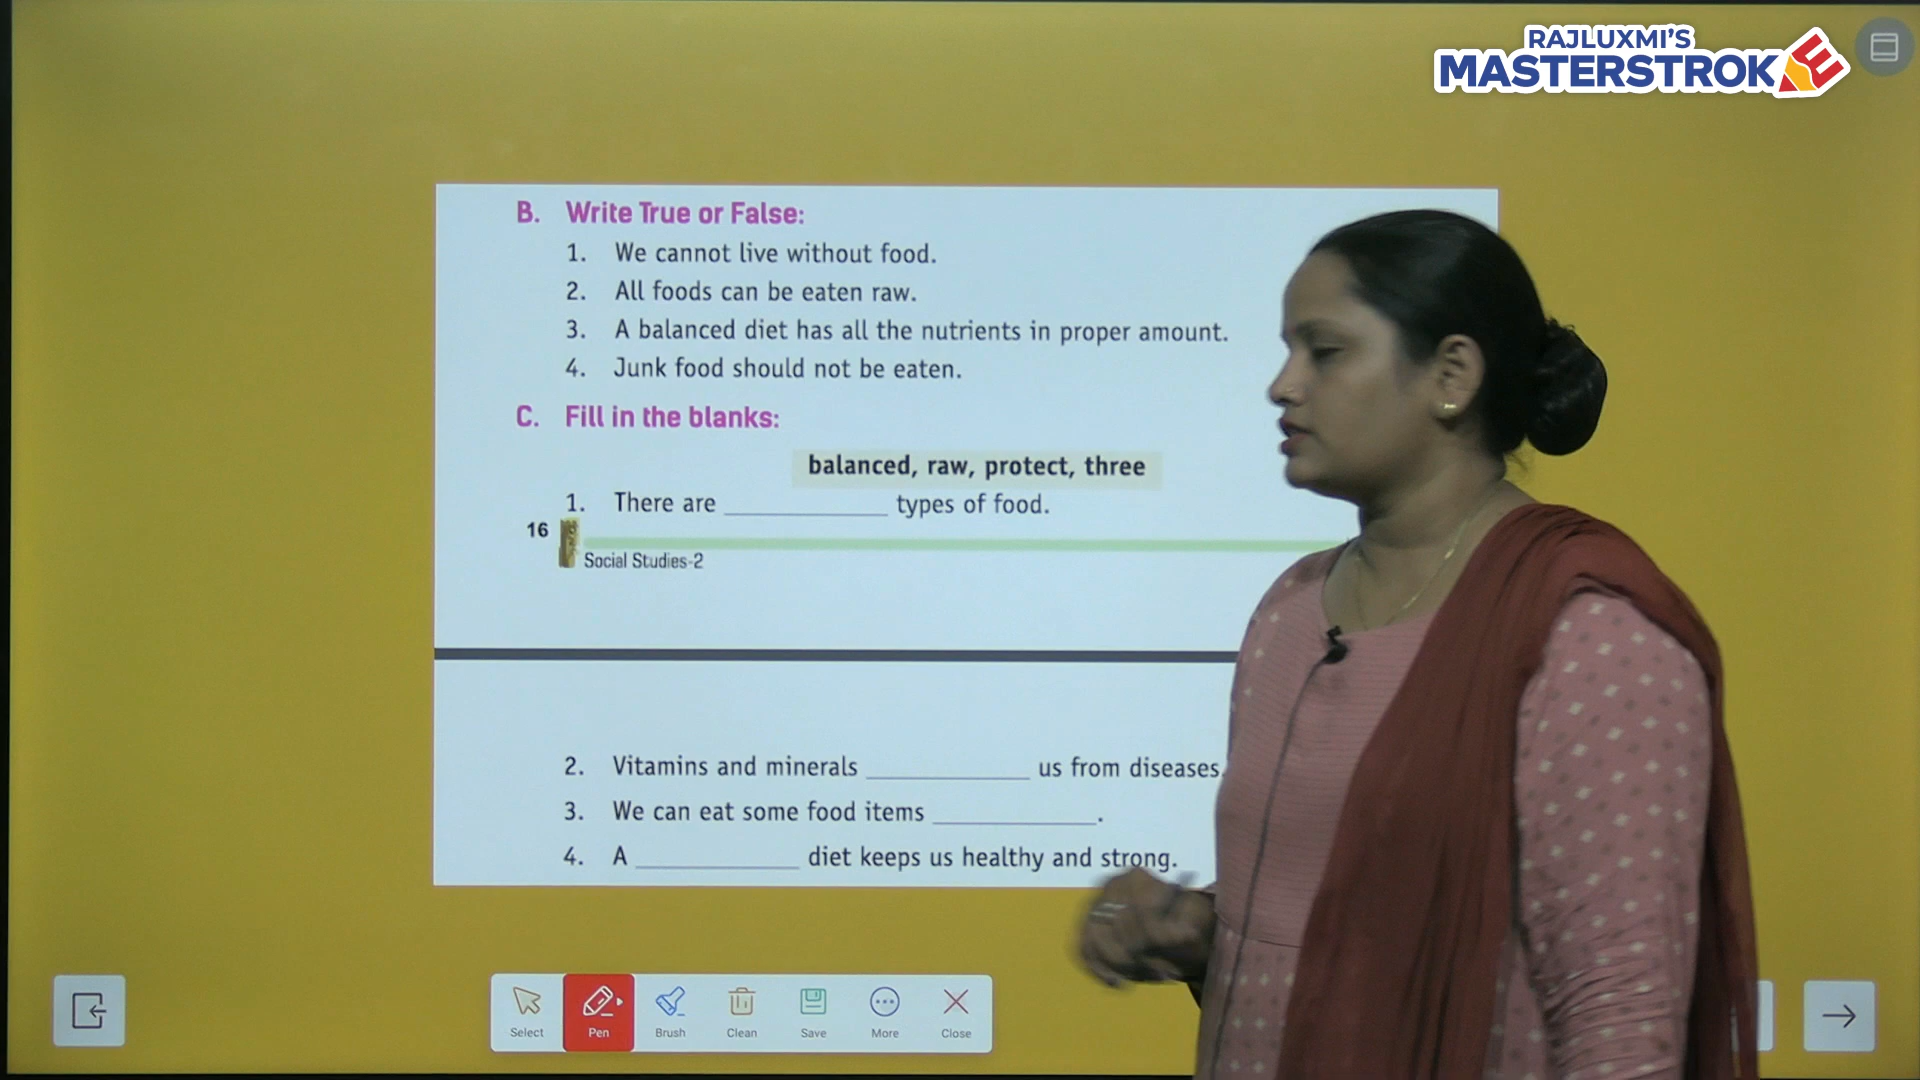 RAJLUXMI'S
MASTERSTROKE
B. Write True or False:
1. We cannot live without food.
2. All foods can be eaten raw.
3. A balanced diet has all the nutrients in proper amount.
4. Junk food should not be eaten.
C. Fill in the blanks:
balanced, raw, protect, three
1. There are ____________ types of food.
16
Social Studies-2
2. Vitamins and minerals ____________ us from diseases.
3. We can eat some food items ____________.
4. A ____________ diet keeps us healthy and strong.
Select Pen Brush Clean Save More Close